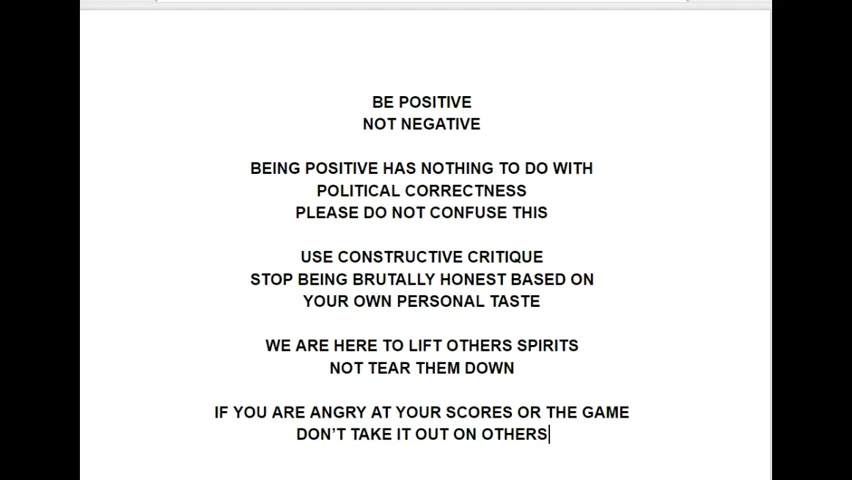 BE POSITIVE
NOT NEGATIVE
BEING POSITIVE HAS NOTHING TO DO WITH
POLITICAL CORRECTNESS
PLEASE DO NOT CONFUSE THIS
USE CONSTRUCTIVE CRITIQUE
STOP BEING BRUTALLY HONEST BASED ON
YOUR OWN PERSONAL TASTE
WE ARE HERE TO LIFT OTHERS SPIRITS
NOT TEAR THEM DOWN
IF YOU ARE ANGRY AT YOUR SCORES OR THE GAME
DON'T TAKE IT OUT ON OTHERS